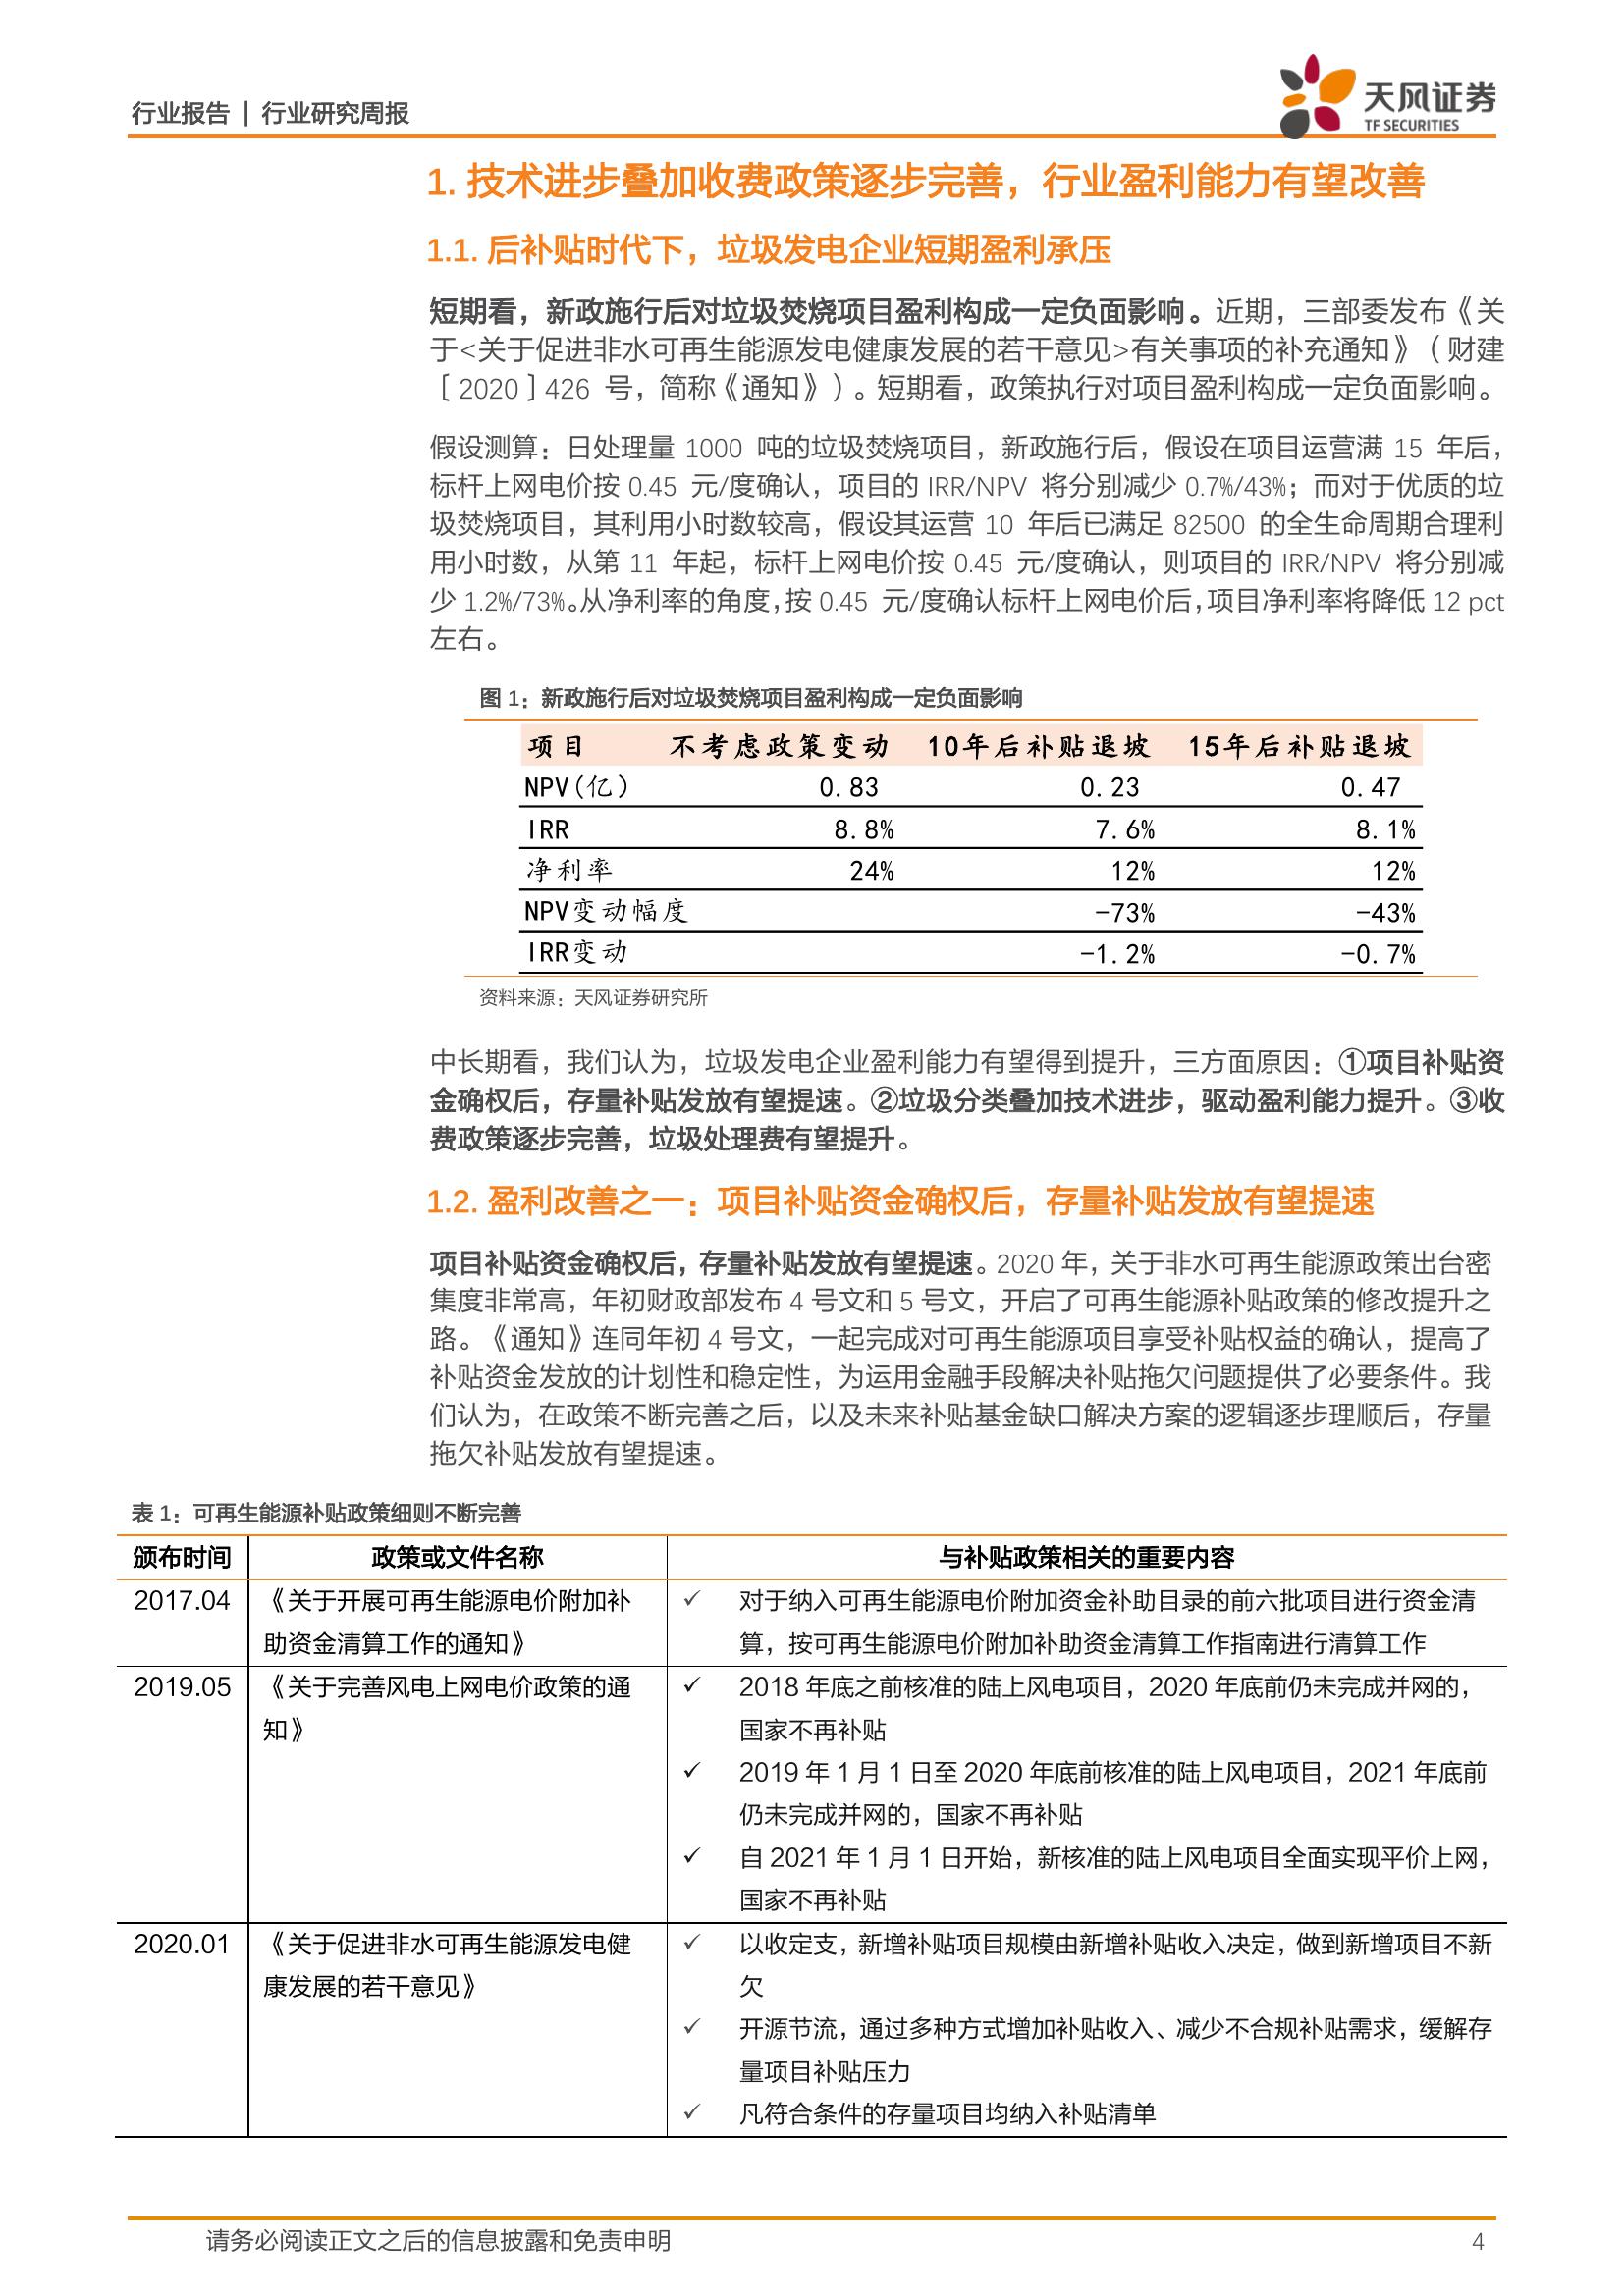 行业报告 | 行业研究周报
天风证券
TF SECURITIES
1. 技术进步叠加收费政策逐步完善，行业盈利能力有望改善
1.1. 后补贴时代下，垃圾发电企业短期盈利承压
短期看，新政施行后对垃圾焚烧项目盈利构成一定负面影响。近期，三部委发布《关
于<关于促进非水可再生能源发电健康发展的若干意见>有关事项的补充通知》（财建
〔2020〕426 号，简称《通知》）。短期看，政策执行对项目盈利构成一定负面影响。
假设测算：日处理量 1000 吨的垃圾焚烧项目，新政施行后，假设在项目运营满 15 年后，
标杆上网电价按 0.45 元/度确认，项目的 IRR/NPV 将分别减少 0.7%/43%；而对于优质的垃
圾焚烧项目，其利用小时数较高，假设其运营 10 年后已满足 82500 的全生命周期合理利
用小时数，从第 11 年起，标杆上网电价按 0.45 元/度确认，则项目的 IRR/NPV 将分别减
少 1.2%/73%。从净利率的角度，按 0.45 元/度确认标杆上网电价后，项目净利率将降低 12 pct
左右。
图 1：新政施行后对垃圾焚烧项目盈利构成一定负面影响
项目 不考虑政策变动 10年后补贴退坡 15年后补贴退坡
NPV(亿) 0.83 0.23 0.47
IRR 8.8% 7.6% 8.1%
净利率 24% 12% 12%
NPV变动幅度 -73% -43%
IRR变动 -1.2% -0.7%
资料来源：天风证券研究所
中长期看，我们认为，垃圾发电企业盈利能力有望得到提升，三方面原因：①项目补贴资
金确权后，存量补贴发放有望提速。②垃圾分类叠加技术进步，驱动盈利能力提升。③收
费政策逐步完善，垃圾处理费有望提升。
1.2. 盈利改善之一：项目补贴资金确权后，存量补贴发放有望提速
项目补贴资金确权后，存量补贴发放有望提速。2020 年，关于非水可再生能源政策出台密
集度非常高，年初财政部发布 4 号文和 5 号文，开启了可再生能源补贴政策的修改提升之
路。《通知》连同年初 4 号文，一起完成对可再生能源项目享受补贴权益的确认，提高了
补贴资金发放的计划性和稳定性，为运用金融手段解决补贴拖欠问题提供了必要条件。我
们认为，在政策不断完善之后，以及未来补贴基金缺口解决方案的逻辑逐步理顺后，存量
拖欠补贴发放有望提速。
表 1：可再生能源补贴政策细则不断完善
颁布时间 政策或文件名称 与补贴政策相关的重要内容
2017.04 《关于开展可再生能源电价附加补 ✓ 对于纳入可再生能源电价附加资金补助目录的前六批项目进行资金清
助资金清算工作的通知》 算，按可再生能源电价附加补助资金清算工作指南进行清算工作
2019.05 《关于完善风电上网电价政策的通 ✓ 2018 年底之前核准的陆上风电项目，2020 年底前仍未完成并网的，
知》 国家不再补贴
✓ 2019 年 1 月 1 日至 2020 年底前核准的陆上风电项目，2021 年底前
仍未完成并网的，国家不再补贴
✓ 自 2021 年 1 月 1 日开始，新核准的陆上风电项目全面实现平价上网，
国家不再补贴
2020.01 《关于促进非水可再生能源发电健 ✓ 以收定支，新增补贴项目规模由新增补贴收入决定，做到新增项目不新
康发展的若干意见》 欠
✓ 开源节流，通过多种方式增加补贴收入、减少不合规补贴需求，缓解存
量项目补贴压力
✓ 凡符合条件的存量项目均纳入补贴清单
请务必阅读正文之后的信息披露和免责申明 4